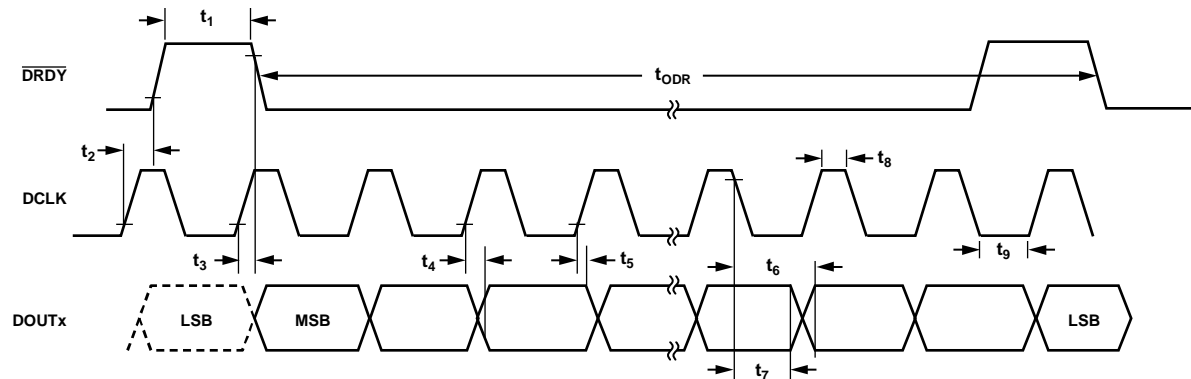 t1
DRDY
tODR
t2
t8
DCLK
t3
t4
t5
t6
t9
DOUTx
LSB
MSB
LSB
t7